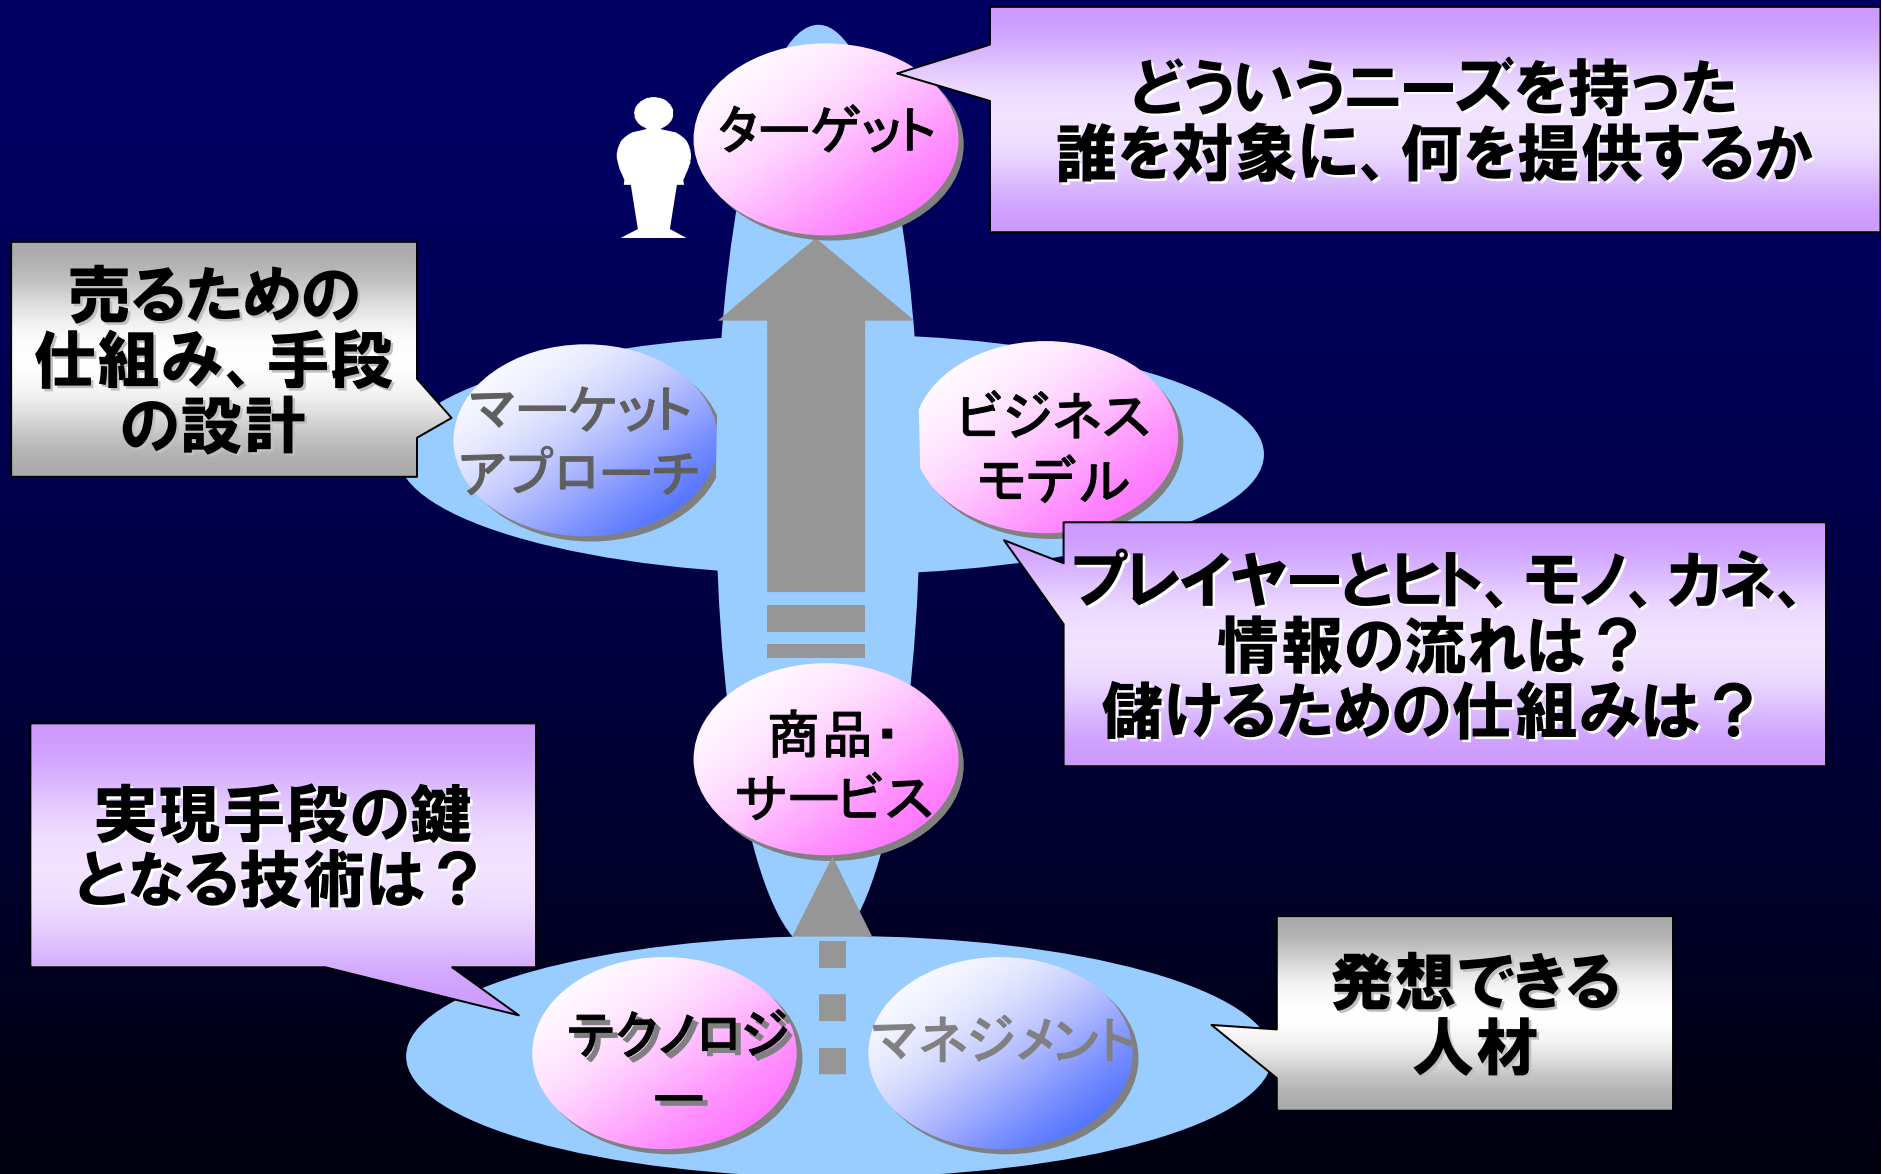 ターゲット
どういうニーズを持った
誰を対象に、何を提供するか
売るための
仕組み、手段
の設計
マーケット
アプローチ
ビジネス
モデル
プレイヤーとヒト、モノ、カネ、
情報の流れは？
儲けるための仕組みは？
商品・
サービス
実現手段の鍵
となる技術は？
テクノロジ
ー
マネジメント
発想できる
人材